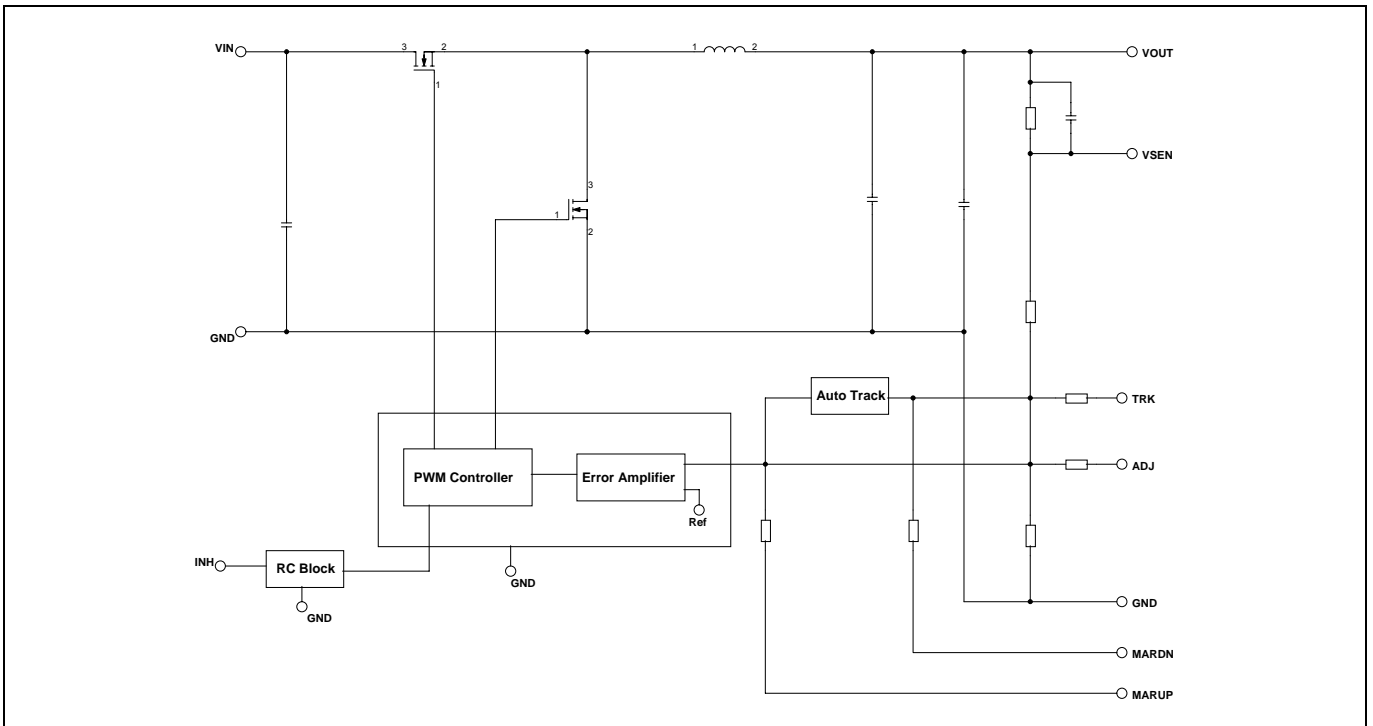 VIN
3
2
1
1
2
VOUT
VSEN
3
1
2
GND
Auto Track
TRK
PWM Controller
Error Amplifier
ADJ
Ref
INH
RC Block
GND
GND
GND
MARDN
MARUP